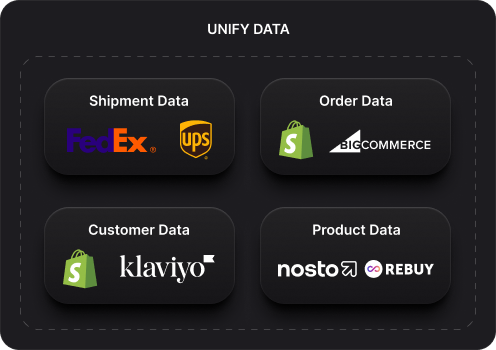 UNIFY DATA
Shipment Data
FedEx®
ups
Order Data
S
BIGCOMMERCE
Customer Data
S
klaviyo
Product Data
nosto
REBUY